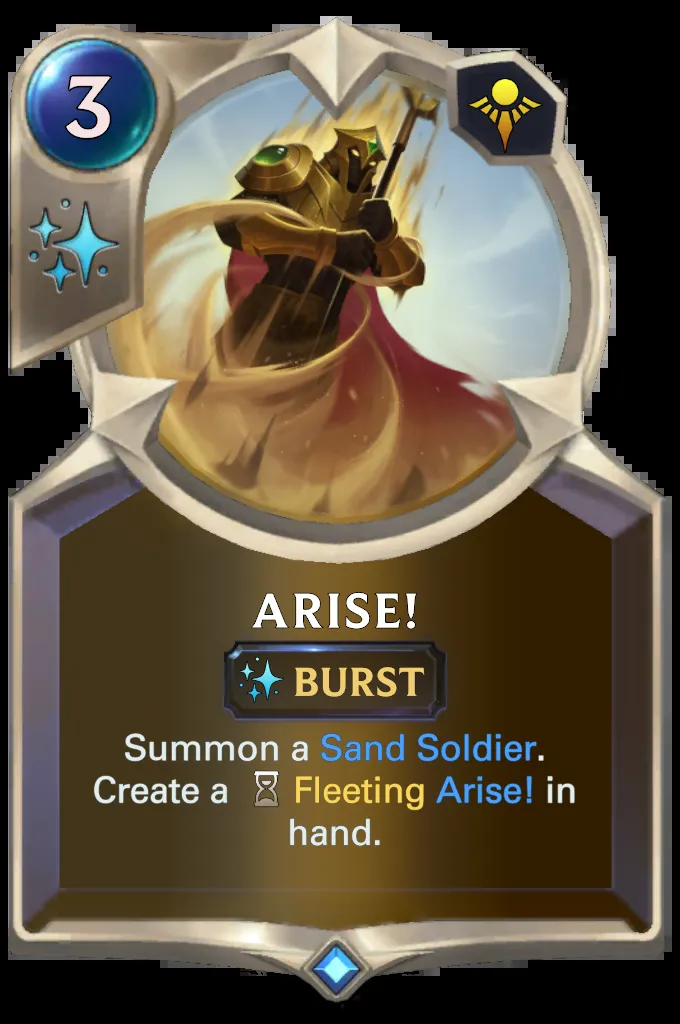 3
ARISE!
BURST
Summon a Sand Soldier.
Create a Fleeting Arise! in
hand.